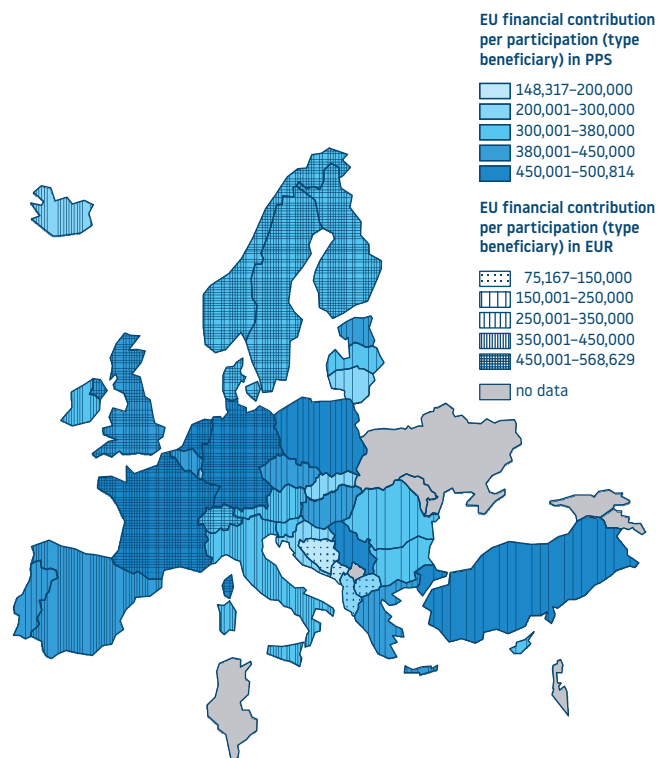 EU financial contribution
per participation (type
beneficiary) in PPS
148,317–200,000
200,001–300,000
300,001–380,000
380,001–450,000
450,001–500,814
EU financial contribution
per participation (type
beneficiary) in EUR
75,167–150,000
150,001–250,000
250,001–350,000
350,001–450,000
450,001–568,629
no data